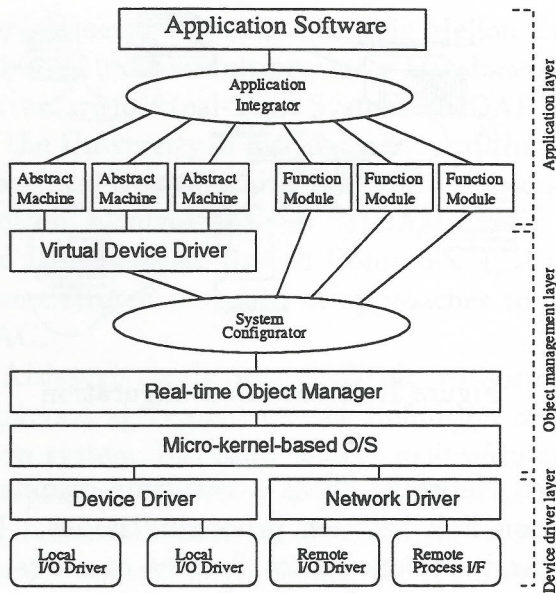 Application Software
Application
Integrator
Abstract
Machine
Abstract
Machine
Abstract
Machine
Function
Module
Function
Module
Function
Module
Virtual Device Driver
System
Configurator
Real-time Object Manager
Micro-kernel-based O/S
Device Driver
Network Driver
Local
I/O Driver
Local
I/O Driver
Remote
I/O Driver
Remote
Process I/F
Application layer
Object management layer
Device driver layer